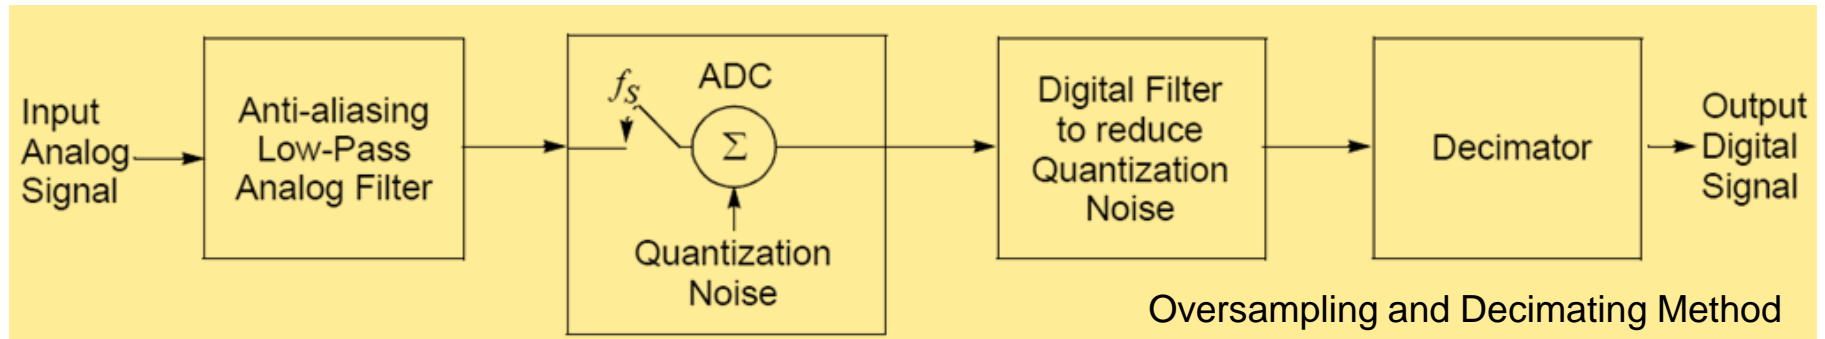 Input
Analog
Signal
Anti-aliasing
Low-Pass
Analog Filter
fs
ADC
Σ
Quantization
Noise
Digital Filter
to reduce
Quantization
Noise
Decimator
Output
Digital
Signal
Oversampling and Decimating Method